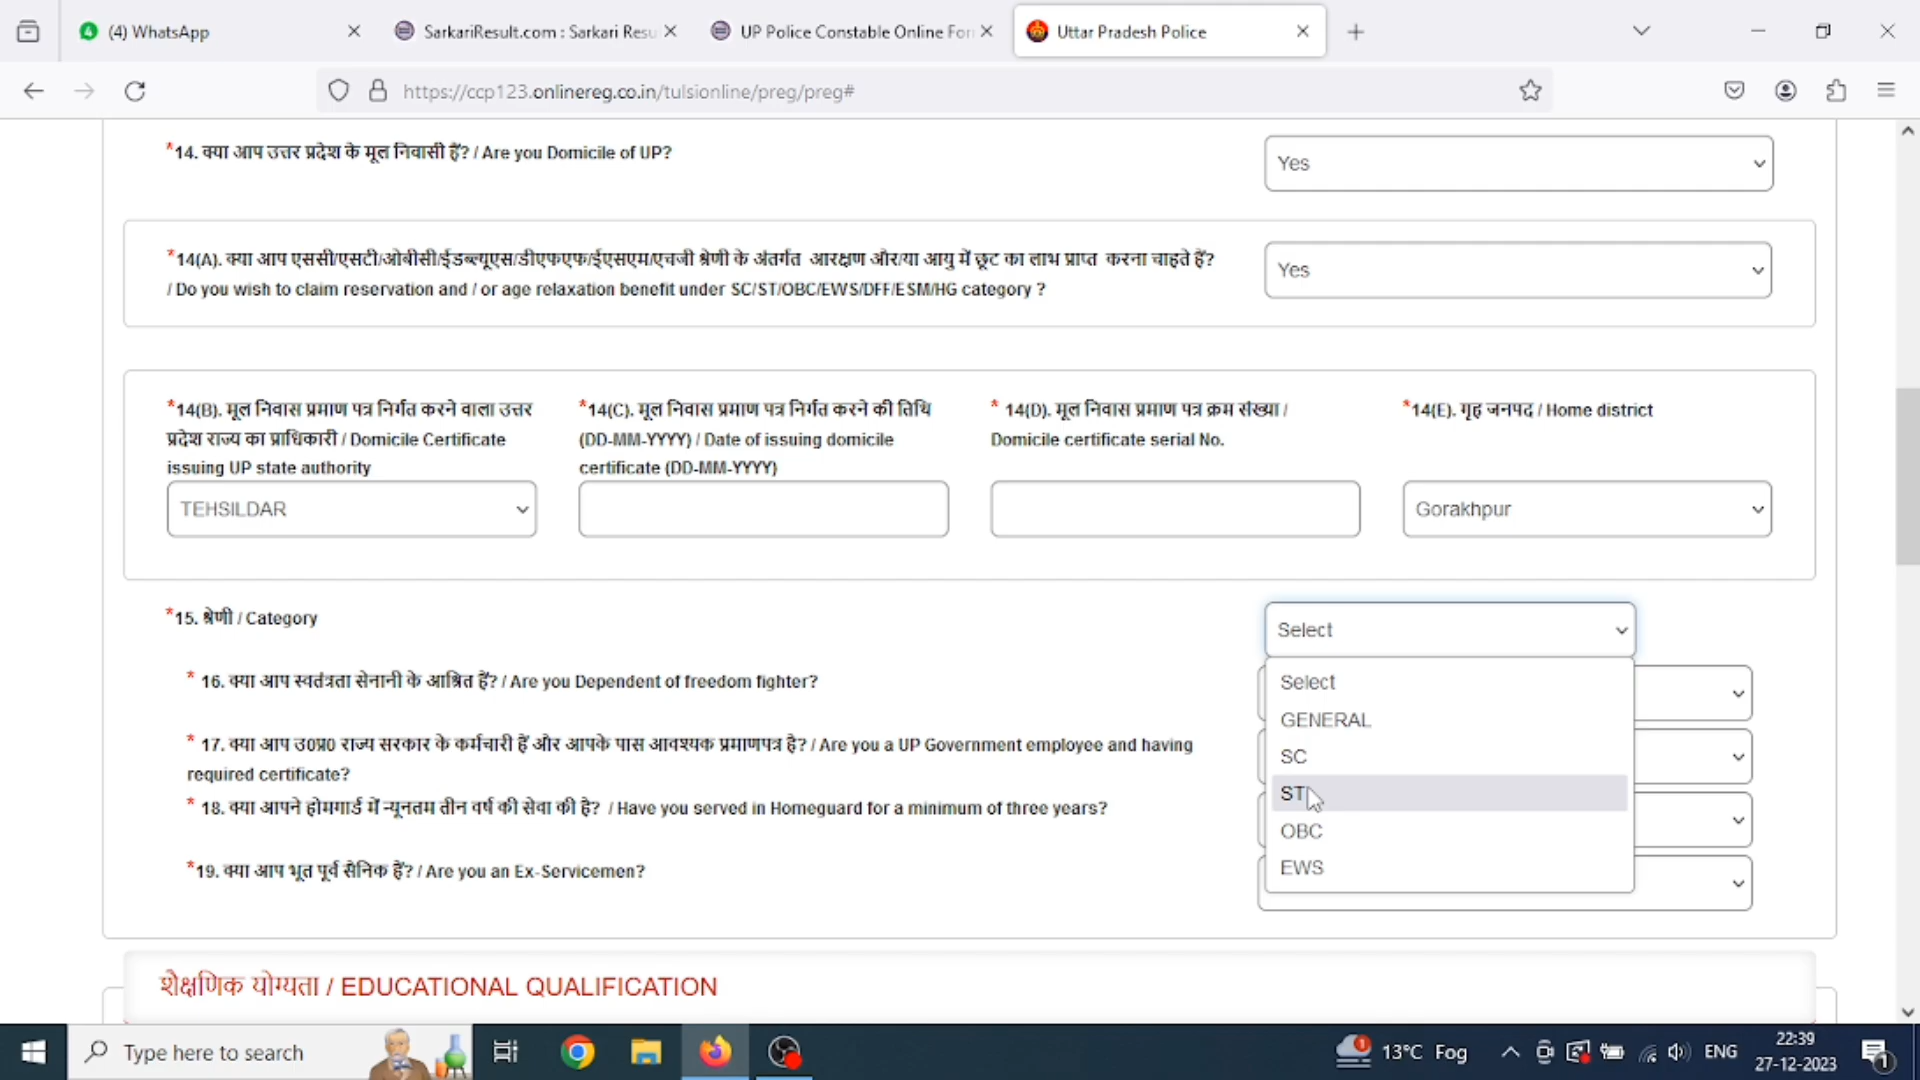 (4) WhatsApp
SarkariResult.com : Sarkari Resu
UP Police Constable Online For
Uttar Pradesh Police
https://ccp123.onlinereg.co.in/tulsionline/preg/preg#
*14. क्या आप उत्तर प्रदेश के मूल निवासी हैं? / Are you Domicile of UP?
Yes
*14(A). क्या आप एससी/एसटी/ओबीसी/ईडब्ल्यूएस/डीएफएफ/ईएसएम/एचजी श्रेणी के अंतर्गत आरक्षण और/या आयु में छूट का लाभ प्राप्त करना चाहते हैं?
/ Do you wish to claim reservation and / or age relaxation benefit under SC/ST/OBC/EWS/DFF/ESM/HG category ?
Yes
*14(B). मूल निवास प्रमाण पत्र निर्गत करने वाला उत्तर
प्रदेश राज्य का प्राधिकारी / Domicile Certificate
issuing UP state authority
TEHSILDAR
*14(C). मूल निवास प्रमाण पत्र निर्गत करने की तिथि
(DD-MM-YYYY) / Date of issuing domicile
certificate (DD-MM-YYYY)
* 14(D). मूल निवास प्रमाण पत्र क्रम संख्या /
Domicile certificate serial No.
*14(E). गृह जनपद / Home district
Gorakhpur
*15. श्रेणी / Category
Select
Select
GENERAL
SC
ST
OBC
EWS
* 16. क्या आप स्वतंत्रता सेनानी के आश्रित हैं? / Are you Dependent of freedom fighter?
* 17. क्या आप उ0प्र0 राज्य सरकार के कर्मचारी हैं और आपके पास आवश्यक प्रमाणपत्र है? / Are you a UP Government employee and having
required certificate?
* 18. क्या आपने होमगार्ड में न्यूनतम तीन वर्ष की सेवा की है? / Have you served in Homeguard for a minimum of three years?
*19. क्या आप भूत पूर्व सैनिक हैं? / Are you an Ex-Servicemen?
शैक्षणिक योग्यता / EDUCATIONAL QUALIFICATION
Type here to search
1
13°C Fog
ENG
22:39
27-12-2023
1